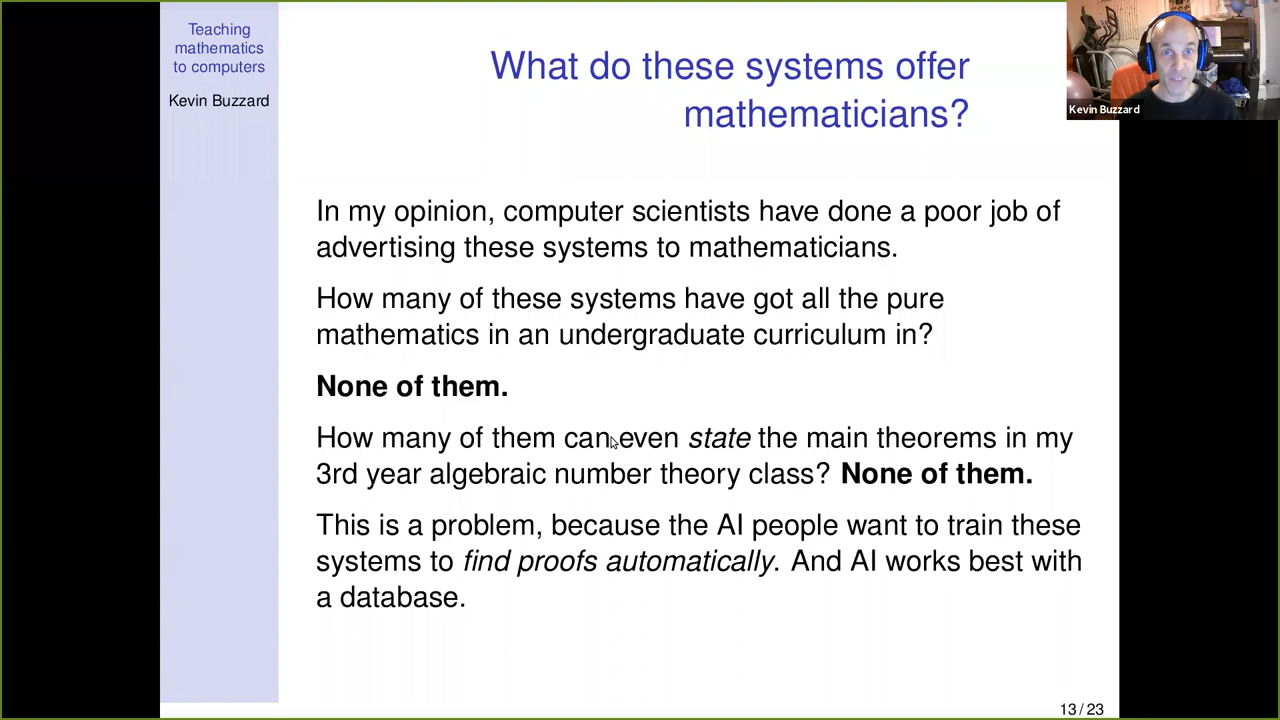 Teaching
mathematics
to computers
Kevin Buzzard
What do these systems offer
mathematicians?
Kevin Buzzard
In my opinion, computer scientists have done a poor job of
advertising these systems to mathematicians.
How many of these systems have got all the pure
mathematics in an undergraduate curriculum in?
None of them.
How many of them can even state the main theorems in my
3rd year algebraic number theory class? None of them.
This is a problem, because the AI people want to train these
systems to find proofs automatically. And AI works best with
a database.
13 / 23